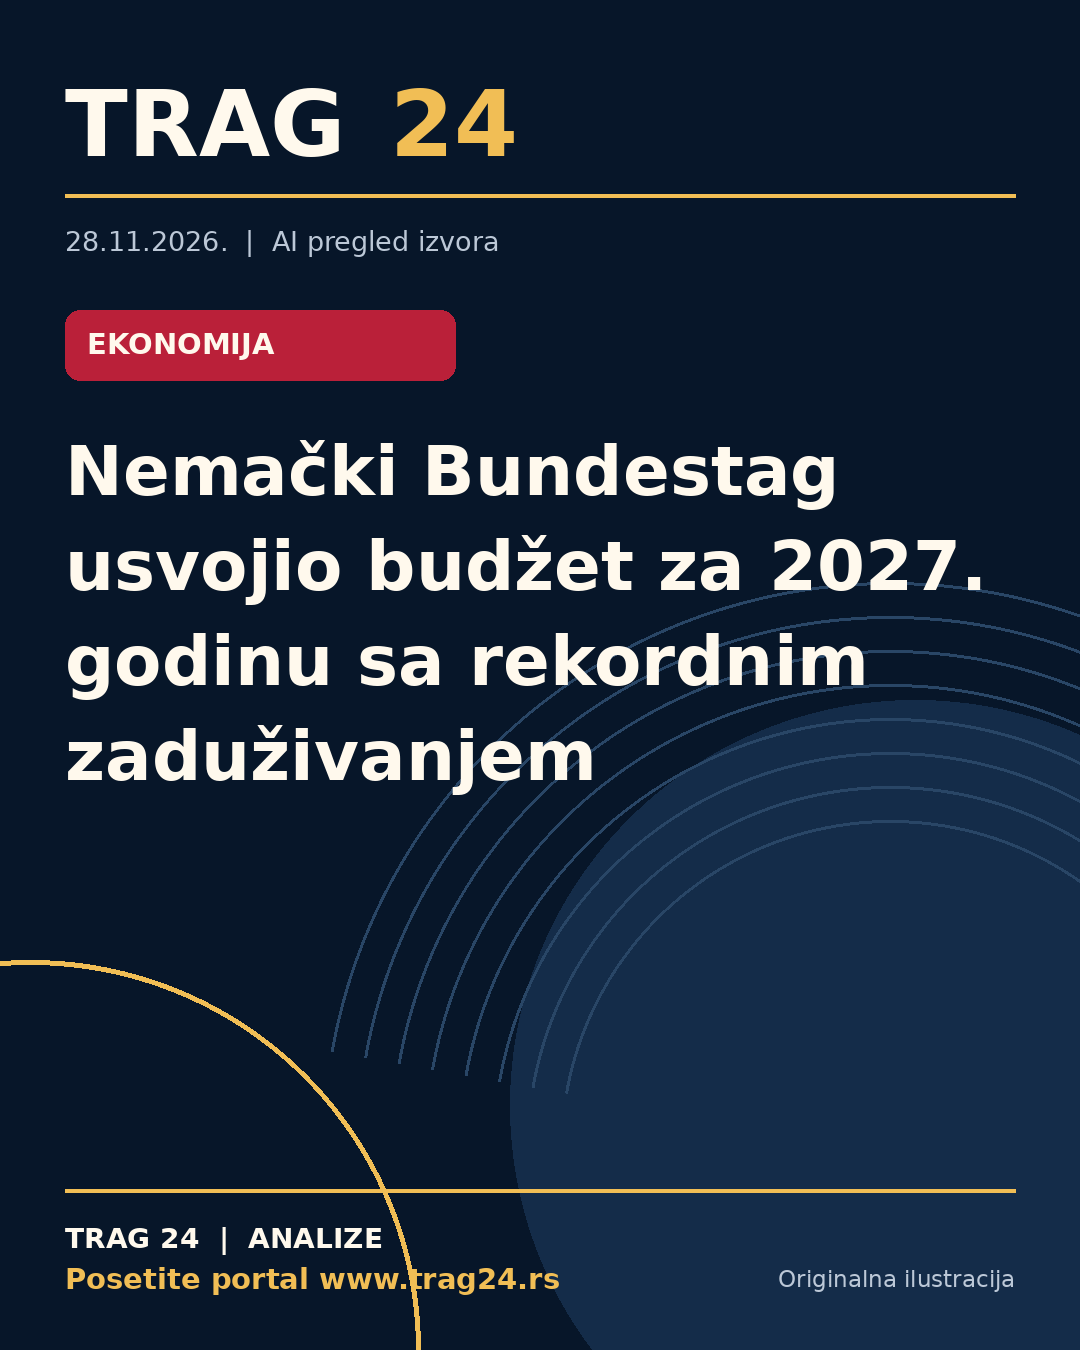 TRAG 24
28.11.2026. | AI pregled izvora
EKONOMIJA
Nemački Bundestag
usvojio budžet za 2027.
godinu sa rekordnim
zaduživanjem
TRAG 24 | ANALIZE
Posetite portal www.trag24.rs
Originalna ilustracija